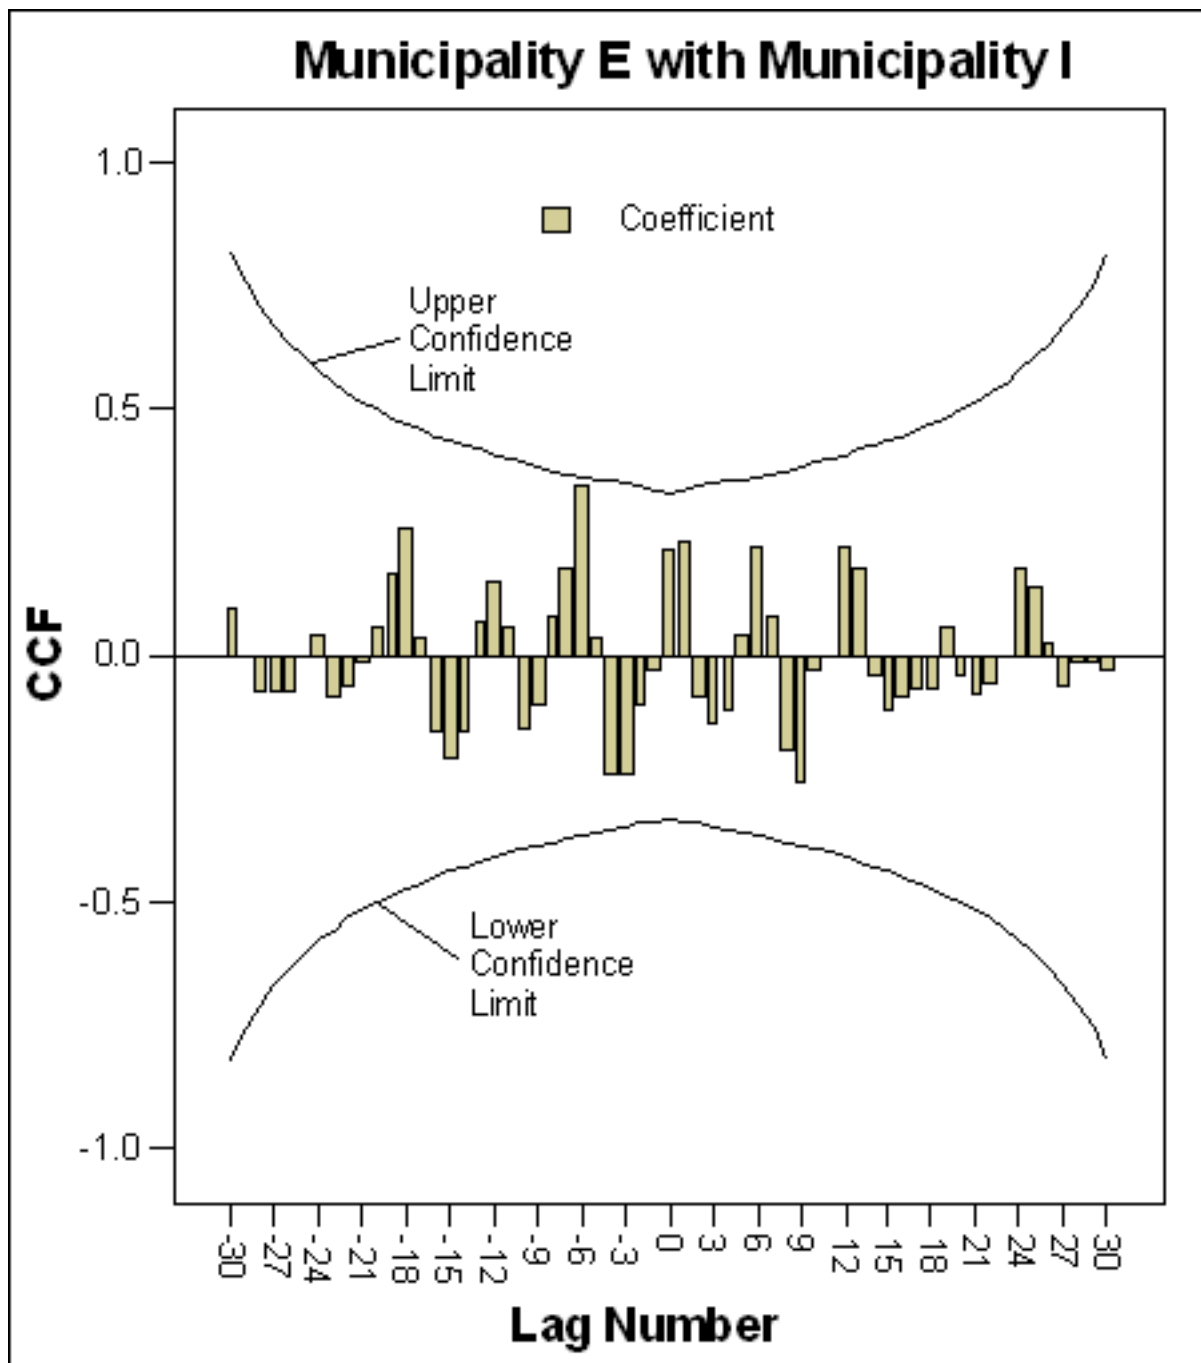 Municipality E with Municipality I
1.0
Coefficient
Upper
Confidence
Limit
0.5
CCF
0.0
-0.5
Lower
Confidence
Limit
-1.0
-30 -27 -24 -21 -18 -15 -12 -9 -6 -3 0 3 6 9 12 15 18 21 24 27 30
Lag Number